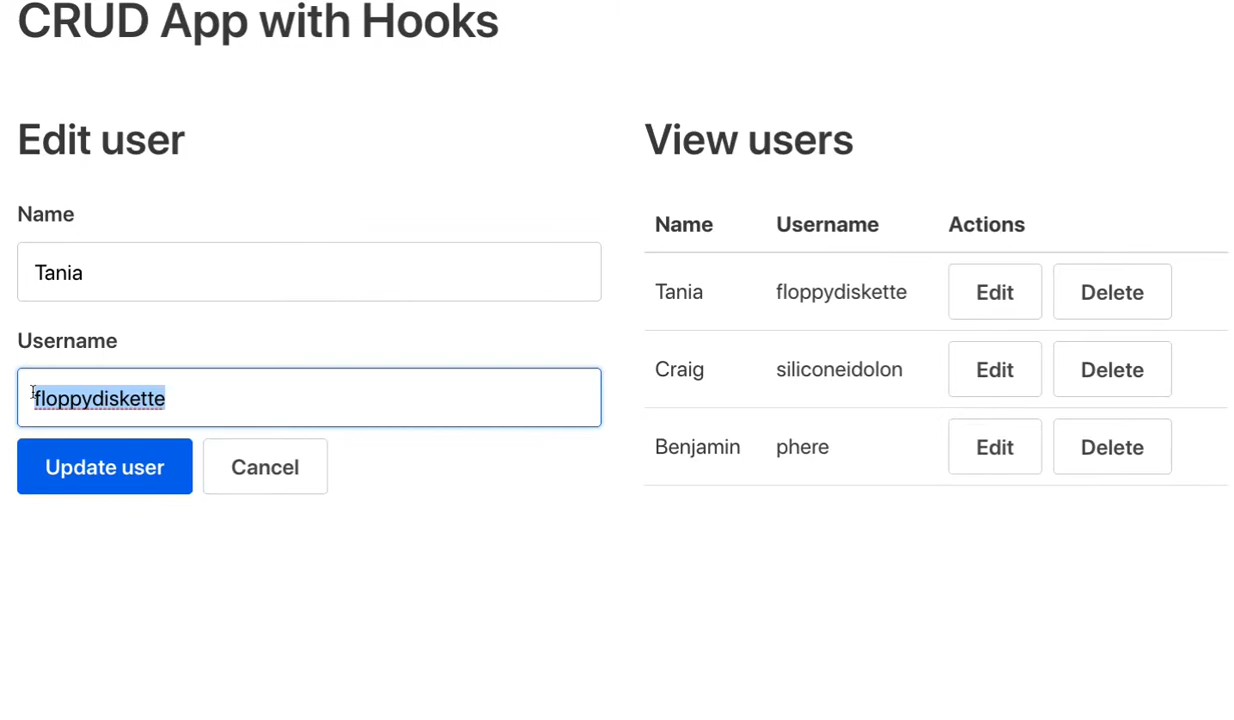 CRUD App with Hooks
Edit user
Name
Tania
Username
floppydiskette
Update user Cancel
View users
Name Username Actions
Tania floppydiskette Edit Delete
Craig siliconeidolon Edit Delete
Benjamin phere Edit Delete